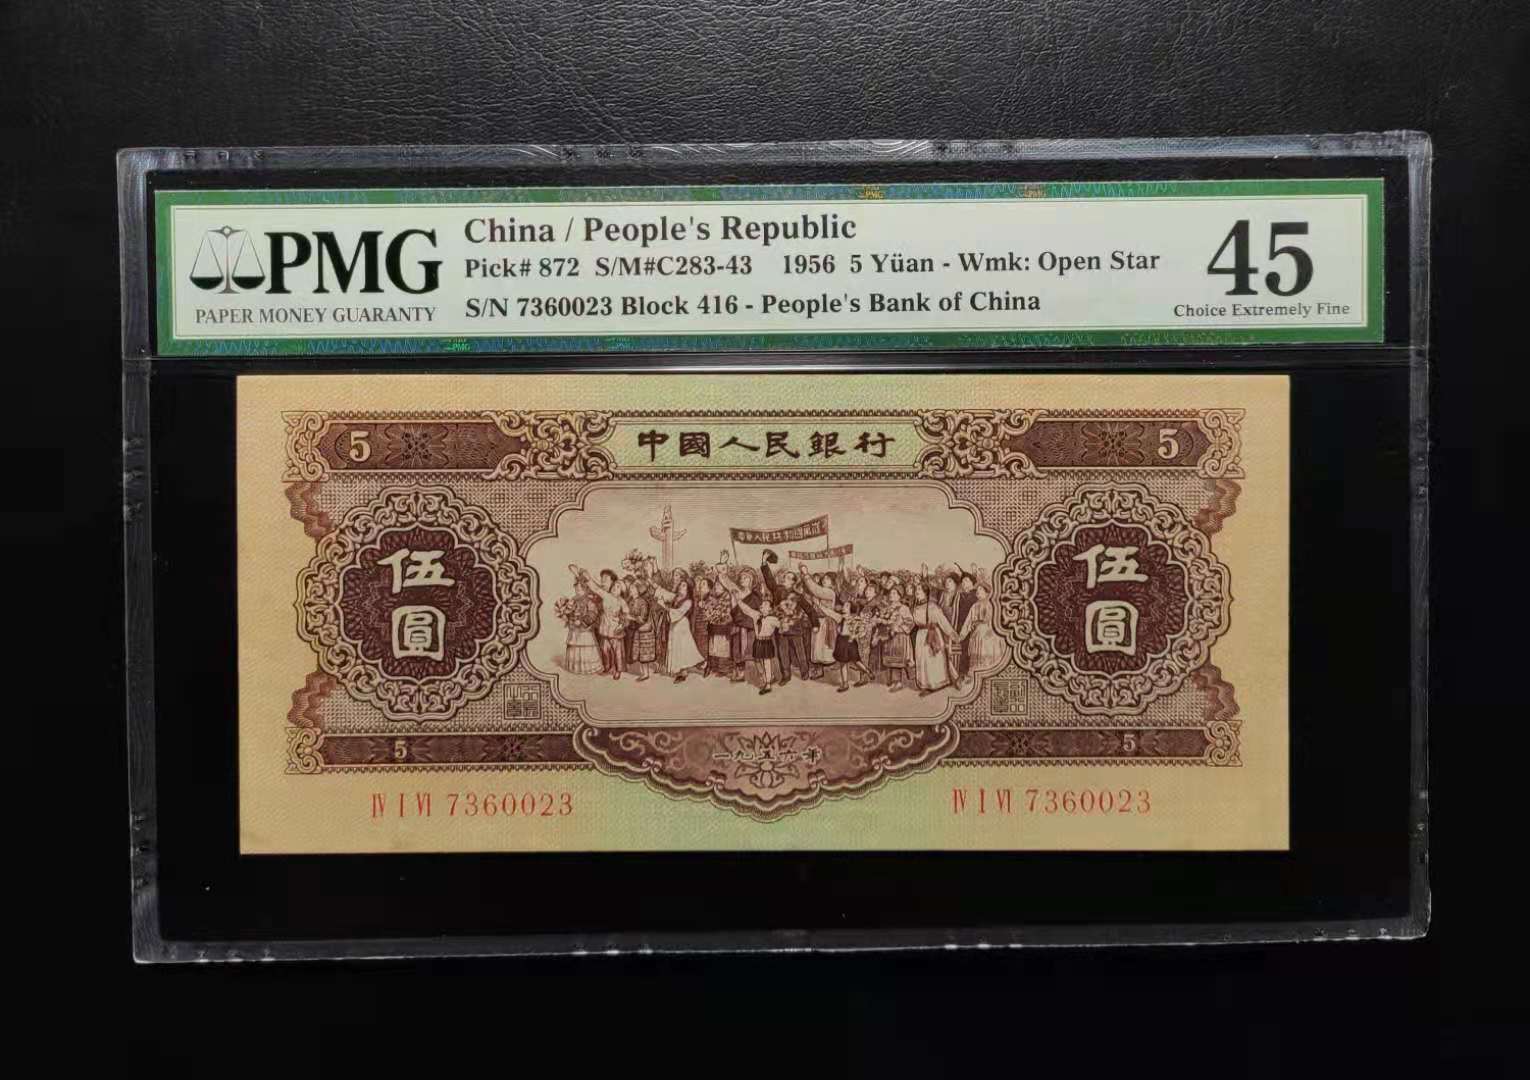 PMG
PAPER MONEY GUARANTY
China / People's Republic
Pick# 872 S/M#C283-43 1956 5 Yüan - Wmk: Open Star
S/N 7360023 Block 416 - People's Bank of China
45
Choice Extremely Fine
5 中國人民銀行 5
伍圓
伍圓
5 一九五六年 5
Ⅳ Ⅰ Ⅵ 7360023
Ⅳ Ⅰ Ⅵ 7360023